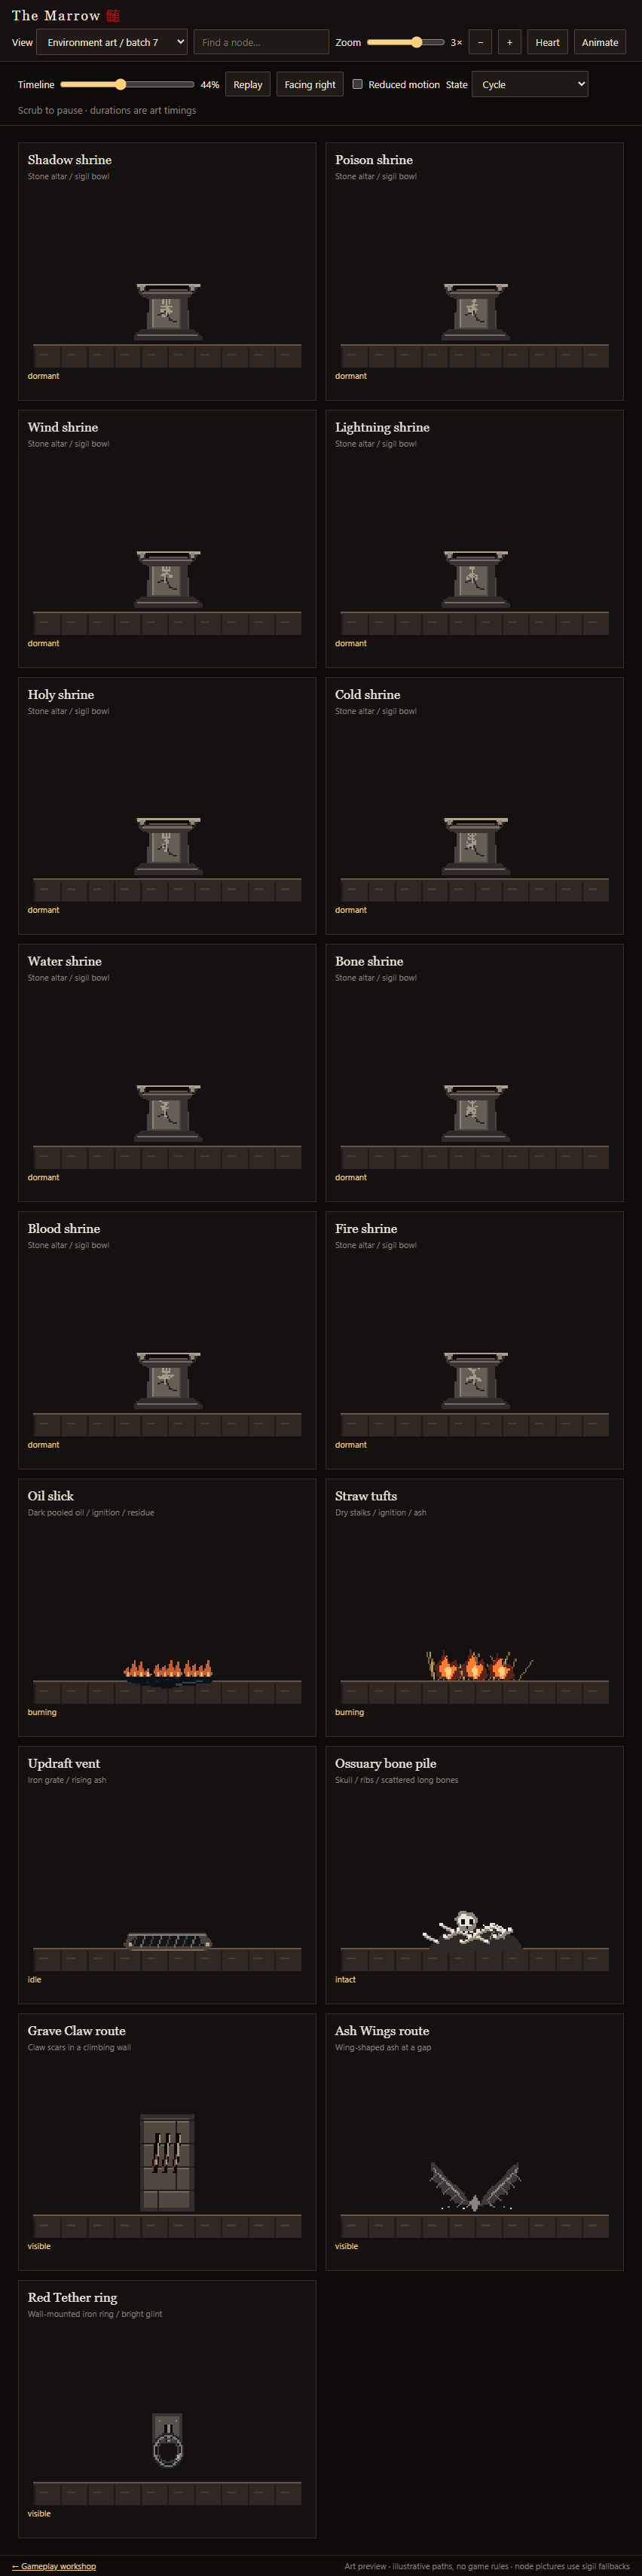 The Marrow 髄
View Environment art / batch 7 Find a node... Zoom 3× − + Heart Animate
Timeline 44% Replay Facing right Reduced motion State Cycle
Scrub to pause · durations are art timings
Shadow shrine
Stone altar / sigil bowl
dormant
Poison shrine
Stone altar / sigil bowl
dormant
Wind shrine
Stone altar / sigil bowl
dormant
Lightning shrine
Stone altar / sigil bowl
dormant
Holy shrine
Stone altar / sigil bowl
dormant
Cold shrine
Stone altar / sigil bowl
dormant
Water shrine
Stone altar / sigil bowl
dormant
Bone shrine
Stone altar / sigil bowl
dormant
Blood shrine
Stone altar / sigil bowl
dormant
Fire shrine
Stone altar / sigil bowl
dormant
Oil slick
Dark pooled oil / ignition / residue
burning
Straw tufts
Dry stalks / ignition / ash
burning
Updraft vent
Iron grate / rising ash
idle
Ossuary bone pile
Skull / ribs / scattered long bones
intact
Grave Claw route
Claw scars in a climbing wall
visible
Ash Wings route
Wing-shaped ash at a gap
visible
Red Tether ring
Wall-mounted iron ring / bright glint
visible
← Gameplay workshop
Art preview · illustrative paths, no game rules · node pictures use sigil fallbacks